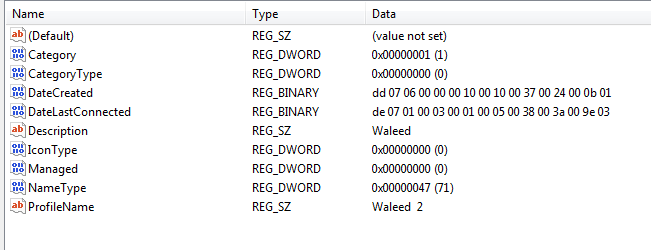 Name Type Data
(Default) REG_SZ (value not set)
Category REG_DWORD 0x00000001 (1)
CategoryType REG_DWORD 0x00000000 (0)
DateCreated REG_BINARY dd 07 06 00 00 00 10 00 10 00 37 00 24 00 0b 01
DateLastConnected REG_BINARY de 07 01 00 03 00 01 00 05 00 38 00 3a 00 9e 03
Description REG_SZ Waleed
IconType REG_DWORD 0x00000000 (0)
Managed REG_DWORD 0x00000000 (0)
NameType REG_DWORD 0x00000047 (71)
ProfileName REG_SZ Waleed  2